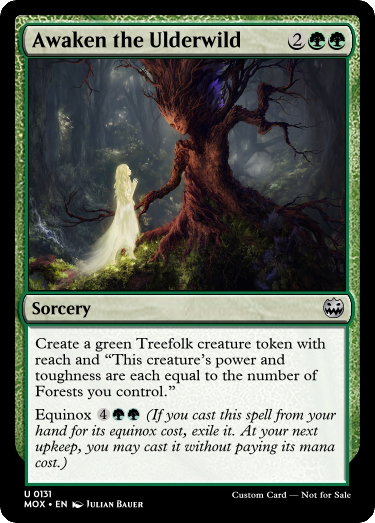 Awaken the Ulderwild 2
Sorcery
Create a green Treefolk creature token with
reach and “This creature’s power and
toughness are each equal to the number of
Forests you control.”
Equinox 4 (If you cast this spell from your
hand for its equinox cost, exile it. At your next
upkeep, you may cast it without paying its mana
cost.)
U 0131
MOX • EN Julian Bauer
Custom Card — Not for Sale